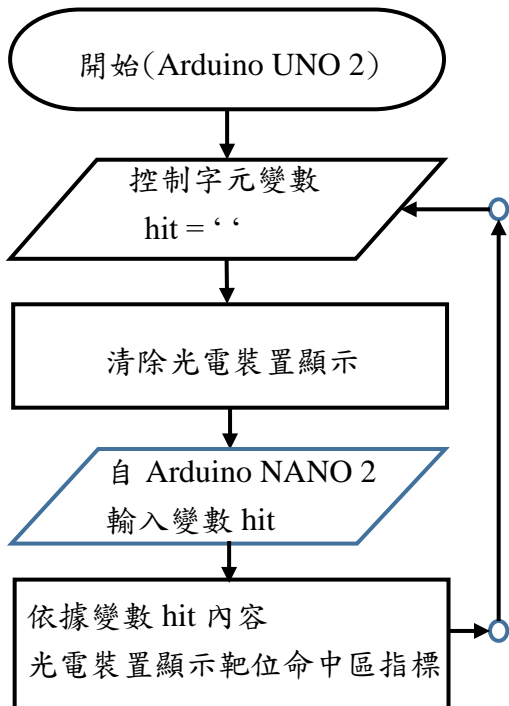 開始(Arduino UNO 2)
控制字元變數
hit = ‘ ‘
清除光電裝置顯示
自 Arduino NANO 2
輸入變數 hit
依據變數 hit 內容
光電裝置顯示靶位命中區指標